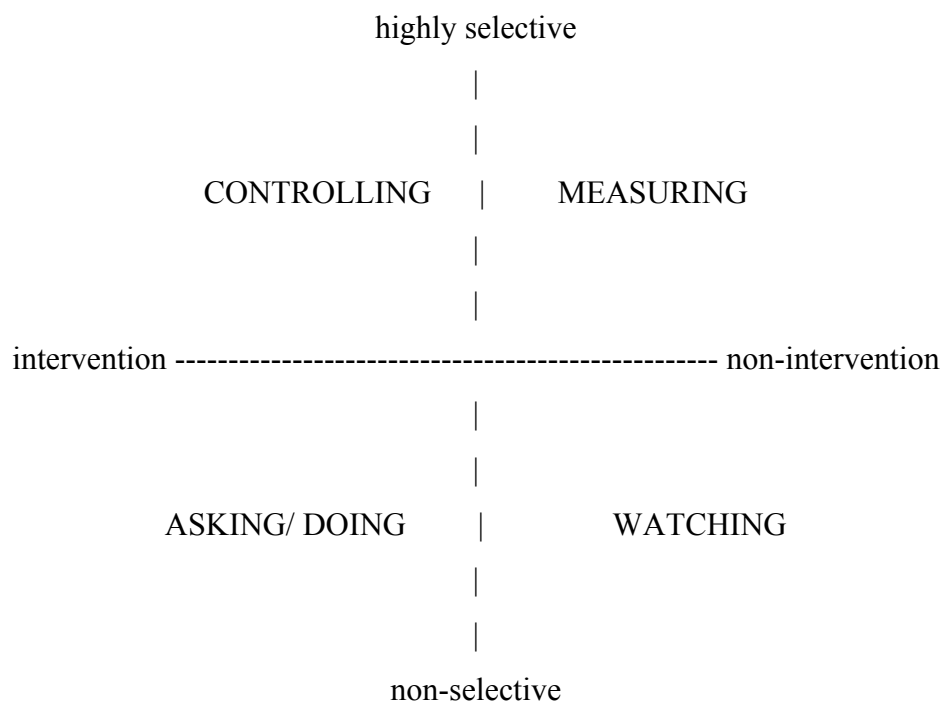 highly selective
|
|
CONTROLLING | MEASURING
|
|
intervention --------------------------------------------------- non-intervention
|
|
ASKING/ DOING | WATCHING
|
|
non-selective